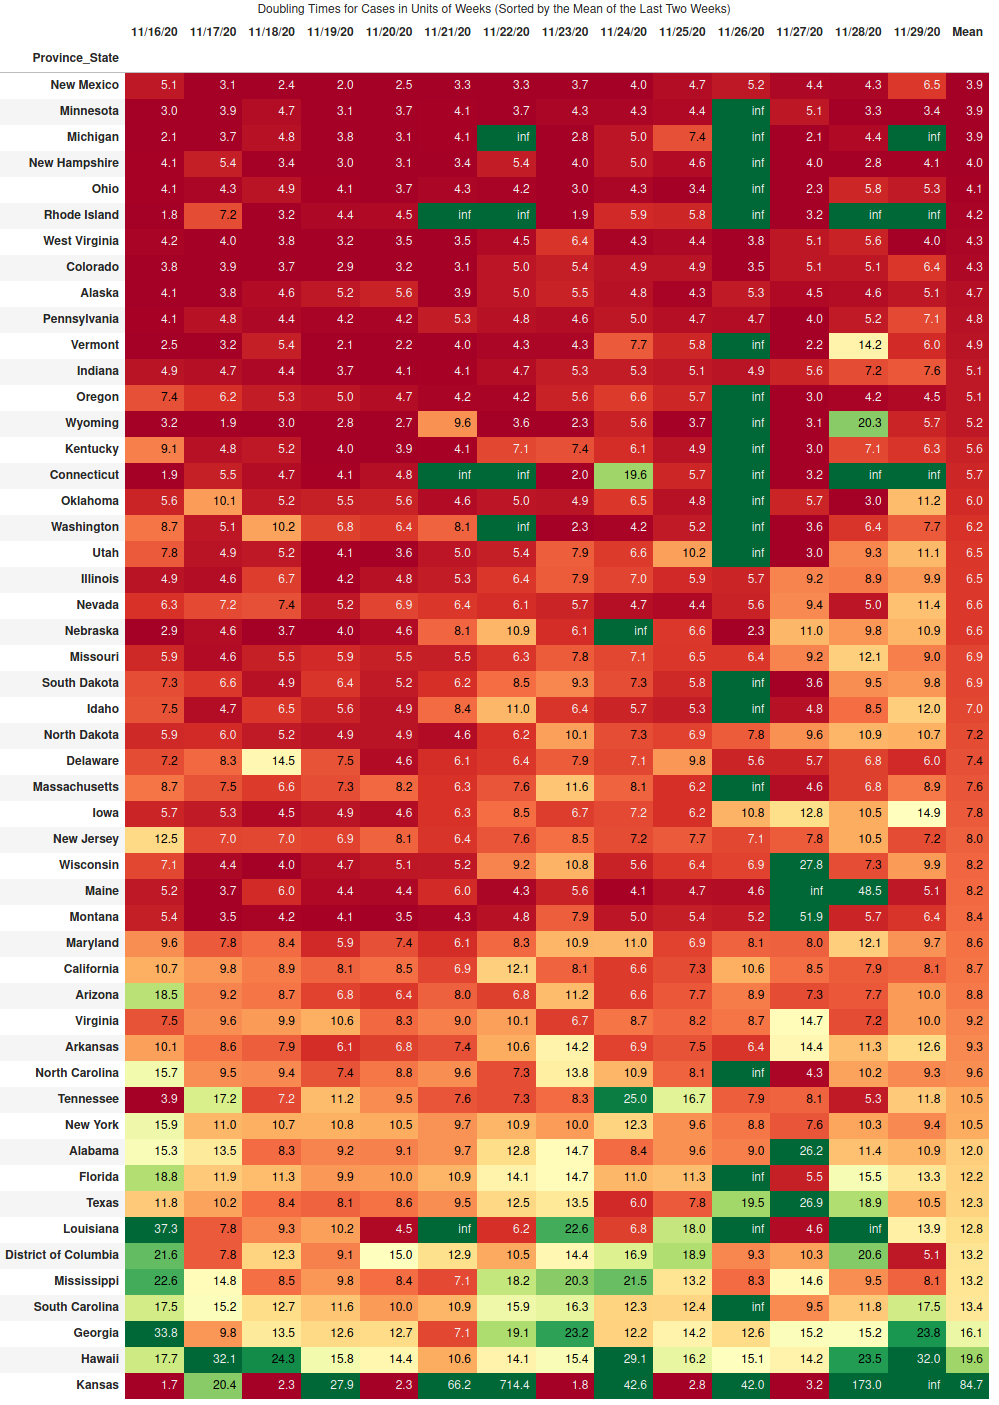 Doubling Times for Cases in Units of Weeks (Sorted by the Mean of the Last Two Weeks)
11/16/20 11/17/20 11/18/20 11/19/20 11/20/20 11/21/20 11/22/20 11/23/20 11/24/20 11/25/20 11/26/20 11/27/20 11/28/20 11/29/20 Mean
Province_State
New Mexico 5.1 3.1 2.4 2.0 2.5 3.3 3.3 3.7 4.0 4.7 5.2 4.4 4.3 6.5 3.9
Minnesota 3.0 3.9 4.7 3.1 3.7 4.1 3.7 4.3 4.3 4.4 inf 5.1 3.3 3.4 3.9
Michigan 2.1 3.7 4.8 3.8 3.1 4.1 inf 2.8 5.0 7.4 inf 2.1 4.4 inf 3.9
New Hampshire 4.1 5.4 3.4 3.0 3.1 3.4 5.4 4.0 5.0 4.6 inf 4.0 2.8 4.1 4.0
Ohio 4.1 4.3 4.9 4.1 3.7 4.3 4.2 3.0 4.3 3.4 inf 2.3 5.8 5.3 4.1
Rhode Island 1.8 7.2 3.2 4.4 4.5 inf inf 1.9 5.9 5.8 inf 3.2 inf inf 4.2
West Virginia 4.2 4.0 3.8 3.2 3.5 3.5 4.5 6.4 4.3 4.4 3.8 5.1 5.6 4.0 4.3
Colorado 3.8 3.9 3.7 2.9 3.2 3.1 5.0 5.4 4.9 4.9 3.5 5.1 5.1 6.4 4.3
Alaska 4.1 3.8 4.6 5.2 5.6 3.9 5.0 5.5 4.8 4.3 5.3 4.5 4.6 5.1 4.7
Pennsylvania 4.1 4.8 4.4 4.2 4.2 5.3 4.8 4.6 5.0 4.7 4.7 4.0 5.2 7.1 4.8
Vermont 2.5 3.2 5.4 2.1 2.5 4.0 4.3 4.3 7.7 5.8 inf 2.2 14.2 6.0 4.9
Indiana 4.9 4.7 4.4 3.7 4.1 4.1 4.7 5.3 5.3 5.1 4.9 5.6 7.2 7.6 5.1
Oregon 7.4 6.2 5.3 5.0 4.7 4.2 4.2 5.6 6.6 5.7 inf 3.0 4.2 4.5 5.1
Wyoming 3.2 1.9 3.0 2.8 2.7 9.6 3.6 2.3 5.6 3.7 inf 3.1 20.3 5.7 5.2
Kentucky 9.1 4.8 5.2 4.0 3.9 4.1 7.1 7.4 6.1 4.9 inf 3.0 7.1 6.3 5.6
Connecticut 1.9 5.5 4.7 4.1 4.8 inf inf 2.0 19.6 5.7 inf 3.2 inf inf 5.7
Oklahoma 5.6 10.1 5.2 5.5 5.6 4.6 5.0 4.9 6.5 4.8 inf 5.7 3.0 11.2 6.0
Washington 8.7 5.1 10.2 6.8 6.4 8.1 inf 2.3 4.2 5.2 inf 3.6 6.4 7.7 6.2
Utah 7.8 4.9 5.2 4.1 3.6 5.0 5.4 7.9 6.6 10.2 inf 3.0 9.3 11.1 6.5
Illinois 4.9 4.6 6.7 4.2 4.8 5.3 6.4 7.9 7.0 5.9 5.7 9.2 8.9 9.9 6.5
Nevada 6.3 7.2 7.4 5.2 6.9 6.4 6.1 5.7 4.7 4.4 5.6 9.4 5.0 11.4 6.6
Nebraska 2.9 4.6 3.7 4.0 4.6 8.1 10.9 6.1 inf 6.6 2.3 11.0 9.8 10.9 6.6
Missouri 5.9 4.6 5.5 5.9 5.5 5.5 6.3 7.8 7.1 6.5 6.4 9.2 12.1 9.0 6.9
South Dakota 7.3 6.6 4.9 6.4 5.2 6.2 8.5 9.3 7.3 5.8 inf 3.6 9.5 9.8 6.9
Idaho 7.5 4.7 6.5 5.6 4.9 8.4 11.0 6.4 5.7 5.3 inf 4.8 8.5 12.0 7.0
North Dakota 5.9 6.0 5.2 4.9 4.9 4.6 6.2 10.1 7.3 6.9 7.8 9.6 10.9 10.7 7.2
Delaware 7.2 8.3 14.5 7.5 4.6 6.1 6.4 7.9 7.1 9.8 5.6 5.7 6.8 6.0 7.4
Massachusetts 8.7 7.5 6.6 7.3 8.2 6.3 7.6 11.6 8.1 6.2 inf 4.6 6.8 8.9 7.6
Iowa 5.7 5.3 4.5 4.9 4.6 6.3 8.5 6.7 7.2 6.2 10.8 12.8 10.5 14.9 7.8
New Jersey 12.5 7.0 7.0 6.9 8.1 6.4 7.6 8.5 7.2 7.7 7.1 7.8 10.5 7.2 8.0
Wisconsin 7.1 4.4 4.0 4.7 5.1 5.2 9.2 10.8 5.6 6.4 6.9 27.8 7.3 9.9 8.2
Maine 5.2 3.7 6.0 4.4 4.4 6.0 4.3 5.6 4.1 4.7 4.6 inf 48.5 5.1 8.2
Montana 5.4 3.5 4.2 4.1 3.5 4.3 4.8 7.9 5.0 5.4 5.2 51.9 5.7 6.4 8.4
Maryland 9.6 7.8 8.4 5.9 7.4 6.1 8.3 10.9 11.0 6.9 8.1 8.0 12.1 9.7 8.6
California 10.7 9.8 8.9 8.1 8.5 6.9 12.1 8.1 6.6 7.3 10.6 8.5 7.9 8.1 8.7
Arizona 18.5 9.2 8.7 6.8 6.4 8.0 6.8 11.2 6.6 7.7 8.9 7.3 7.7 10.0 8.8
Virginia 7.5 9.6 9.9 10.6 8.3 9.0 10.1 6.7 8.7 8.2 8.7 14.7 7.2 10.0 9.2
Arkansas 10.1 8.6 7.9 6.1 6.8 7.4 10.6 14.2 6.9 7.5 6.4 14.4 11.3 12.6 9.3
North Carolina 15.7 9.5 9.4 7.4 8.8 9.6 7.3 13.8 10.9 8.1 inf 4.3 10.2 9.3 9.6
Tennessee 3.9 17.2 7.2 11.2 9.5 7.6 7.3 8.3 25.0 16.7 7.9 8.1 5.3 11.8 10.5
New York 15.9 11.0 10.7 10.8 10.5 9.7 10.9 10.0 12.3 9.6 8.8 7.6 10.3 9.4 10.5
Alabama 15.3 13.5 8.3 9.2 9.1 9.7 12.8 14.7 8.4 9.6 9.0 26.2 11.4 10.9 12.0
Florida 18.8 11.9 11.3 9.9 10.0 10.9 14.1 14.7 11.0 11.3 inf 5.5 15.5 13.3 12.2
Texas 11.8 10.2 8.4 8.1 8.6 9.5 12.5 13.5 6.0 7.8 19.5 26.9 18.9 10.5 12.3
Louisiana 37.3 7.8 9.3 10.2 4.5 inf 6.2 22.6 6.8 18.0 inf 4.6 inf 13.9 12.8
District of Columbia 21.6 7.8 12.3 9.1 15.0 12.9 10.5 14.4 16.9 18.9 9.3 10.3 20.6 5.1 13.2
Mississippi 22.6 14.8 8.5 9.8 8.4 7.1 18.2 20.3 21.5 13.2 8.3 14.6 9.5 8.1 13.2
South Carolina 17.5 15.2 12.7 11.6 10.0 10.9 15.9 16.3 12.3 12.4 inf 9.5 11.8 17.5 13.4
Georgia 33.8 9.8 13.5 12.6 12.7 7.1 19.1 23.2 12.2 14.2 12.6 15.2 15.2 23.8 16.1
Hawaii 17.7 32.1 24.3 15.8 14.4 10.6 14.1 15.4 29.1 16.2 15.1 14.2 23.5 32.0 19.6
Kansas 1.7 20.4 2.3 27.9 2.3 66.2 714.4 1.8 42.6 2.8 42.0 3.2 173.0 inf 84.7